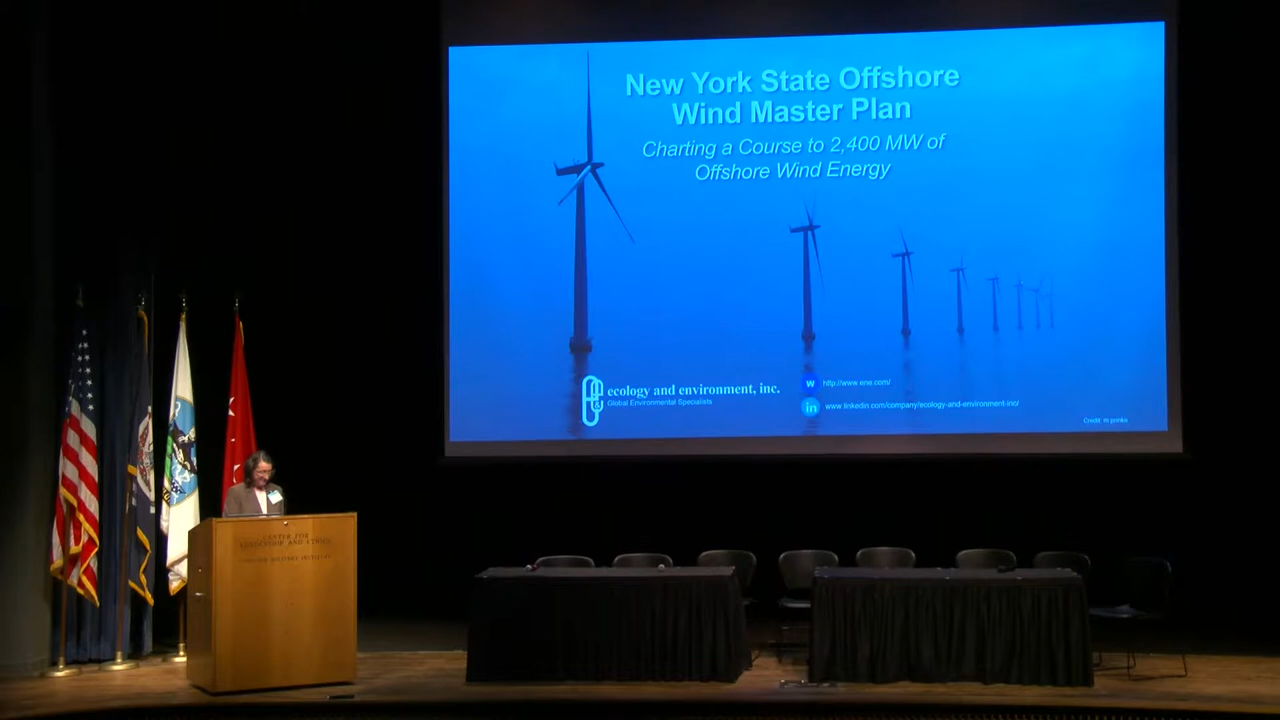 New York State Offshore
Wind Master Plan
Charting a Course to 2,400 MW of
Offshore Wind Energy
ecology and environment, inc.
Global Environmental Specialists
w http://www.ene.com/
in www.linkedin.com/company/ecology-and-environment-inc/
CENTER FOR
LEADERSHIP AND ETHICS